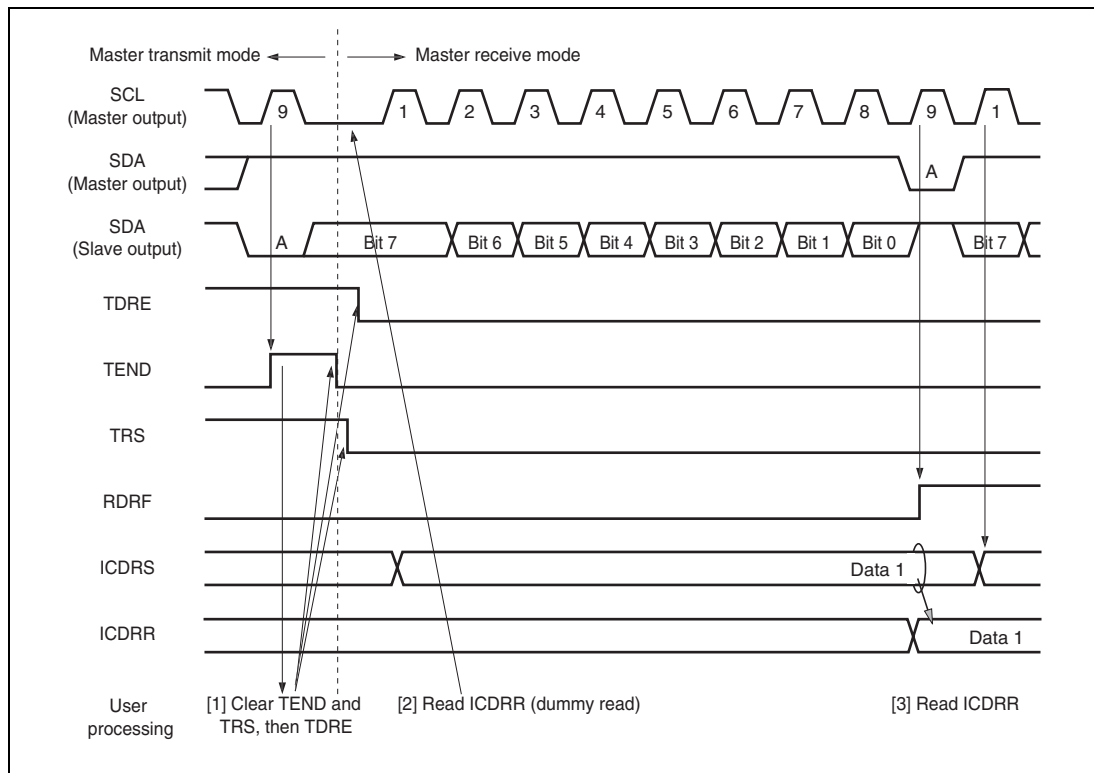 Master transmit mode
Master receive mode
SCL
(Master output)
9
1
2
3
4
5
6
7
8
9
1
SDA
(Master output)
A
SDA
(Slave output)
A
Bit 7
Bit 6
Bit 5
Bit 4
Bit 3
Bit 2
Bit 1
Bit 0
Bit 7
TDRE
TEND
TRS
RDRF
ICDRS
Data 1
ICDRR
Data 1
User
processing
[1] Clear TEND and
TRS, then TDRE
[2] Read ICDRR (dummy read)
[3] Read ICDRR